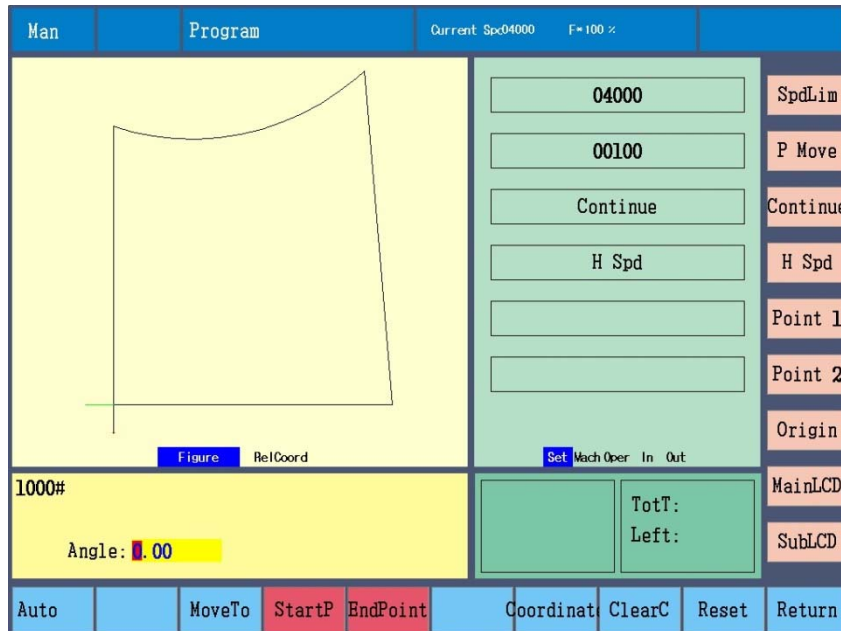 Man Program Current Spc04000 F=100 %
04000 SpdLim
00100 P Move
Continue Continue
H Spd H Spd
Point 1
Point 2
Origin
Figure RelCoord Set Mach Oper In Out
1000# TotT: MainLCD
Angle: 0.00 Left: SubLCD
Auto MoveTo StartP EndPoint Coordinat ClearC Reset Return